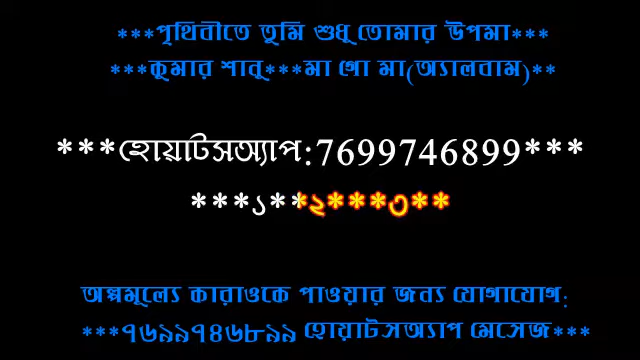 ***পৃথিবীতে তুমি শুধু তোমার উপমা***
***কুমার শানু***মা গো মা(অ্যালবাম)**
***হোয়াটসঅ্যাপ:7699746899***
***১***২***৩**
অল্পমূল্যে কারাওকে পাওয়ার জন্য যোগাযোগ:
***৭৬৯৯৭৪৬৮৯৯ হোয়াটসঅ্যাপ মেসেজ***